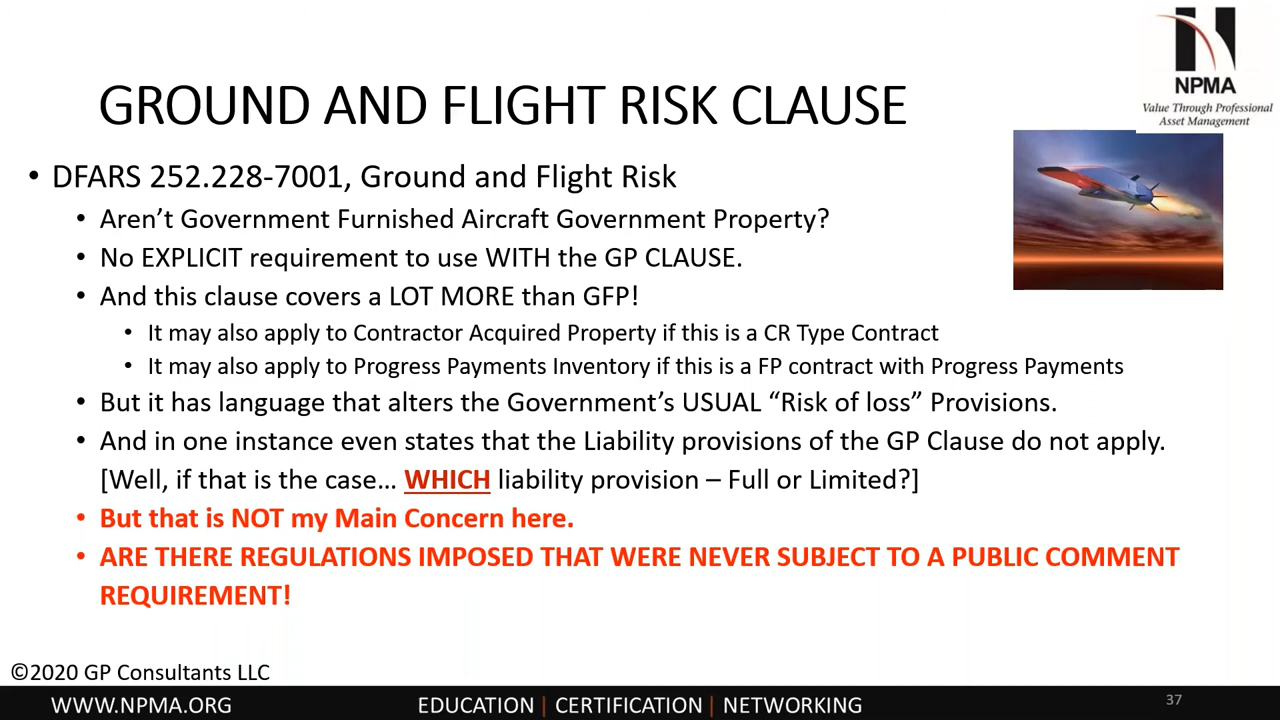 NPMA
Value Through Professional
Asset Management
GROUND AND FLIGHT RISK CLAUSE
• DFARS 252.228-7001, Ground and Flight Risk
• Aren’t Government Furnished Aircraft Government Property?
• No EXPLICIT requirement to use WITH the GP CLAUSE.
• And this clause covers a LOT MORE than GFP!
• It may also apply to Contractor Acquired Property if this is a CR Type Contract
• It may also apply to Progress Payments Inventory if this is a FP contract with Progress Payments
• But it has language that alters the Government’s USUAL “Risk of loss” Provisions.
• And in one instance even states that the Liability provisions of the GP Clause do not apply.
[Well, if that is the case… WHICH liability provision – Full or Limited?]
• But that is NOT my Main Concern here.
• ARE THERE REGULATIONS IMPOSED THAT WERE NEVER SUBJECT TO A PUBLIC COMMENT
REQUIREMENT!
©2020 GP Consultants LLC
WWW.NPMA.ORG EDUCATION | CERTIFICATION | NETWORKING 37